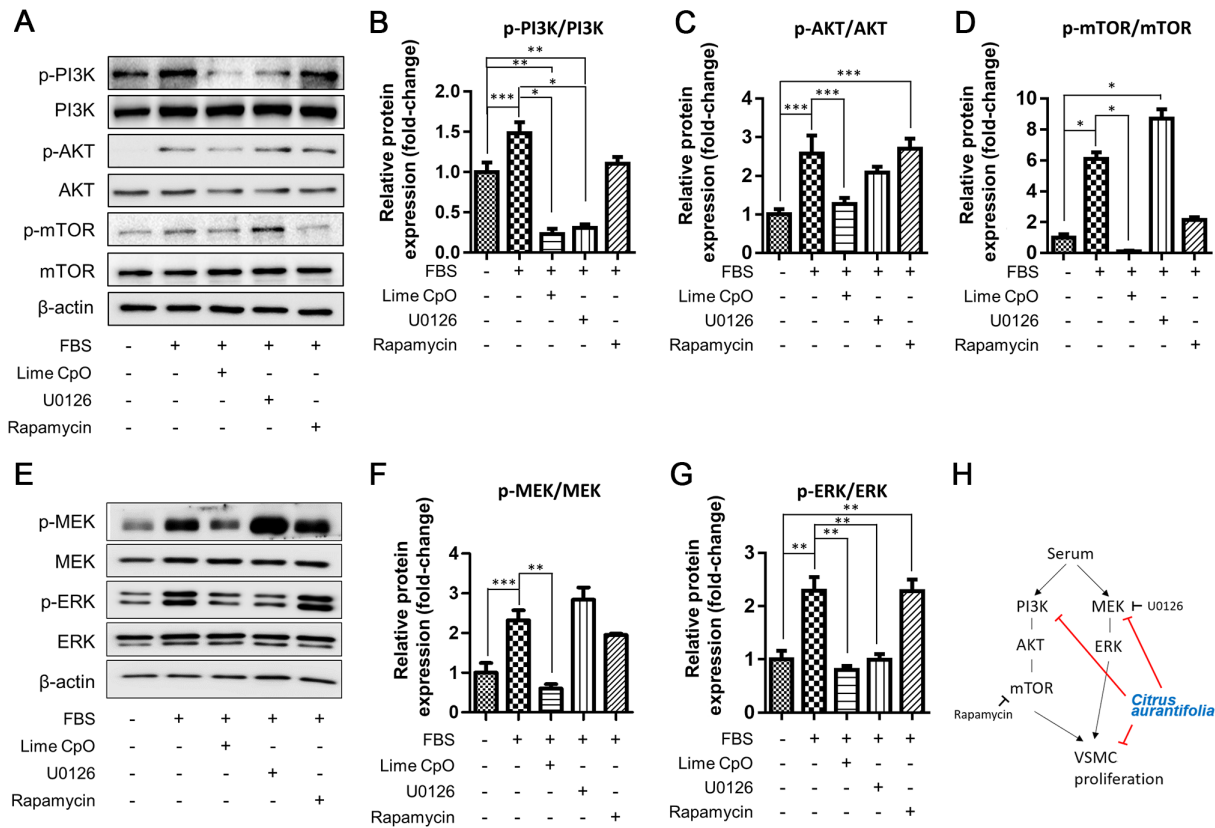 A
p-PI3K
PI3K
p-AKT
AKT
p-mTOR
mTOR
β-actin
FBS - + + + +
Lime CpO - - + - -
U0126 - - - + -
Rapamycin - - - - +
B
p-PI3K/PI3K
Relative protein
expression (fold-change)
2.0
1.5
1.0
0.5
0.0
**
**
*
***
*
FBS - + + + +
Lime CpO - - + - -
U0126 - - - + -
Rapamycin - - - - +
C
p-AKT/AKT
Relative protein
expression (fold-change)
4
3
2
1
0
***
***
***
FBS - + + + +
Lime CpO - - + - -
U0126 - - - + -
Rapamycin - - - - +
D
p-mTOR/mTOR
Relative protein
expression (fold-change)
10
8
6
4
2
0
*
*
*
FBS - + + + +
Lime CpO - - + - -
U0126 - - - + -
Rapamycin - - - - +
E
p-MEK
MEK
p-ERK
ERK
β-actin
FBS - + + + +
Lime CpO - - + - -
U0126 - - - + -
Rapamycin - - - - +
F
p-MEK/MEK
Relative protein
expression (fold-change)
4
3
2
1
0
***
**
FBS - + + + +
Lime CpO - - + - -
U0126 - - - + -
Rapamycin - - - - +
G
p-ERK/ERK
Relative protein
expression (fold-change)
3
2
1
0
**
**
**
**
FBS - + + + +
Lime CpO - - + - -
U0126 - - - + -
Rapamycin - - - - +
H
Serum
PI3K
MEK
U0126
AKT
ERK
mTOR
Rapamycin
Citrus
aurantifolia
VSMC
proliferation